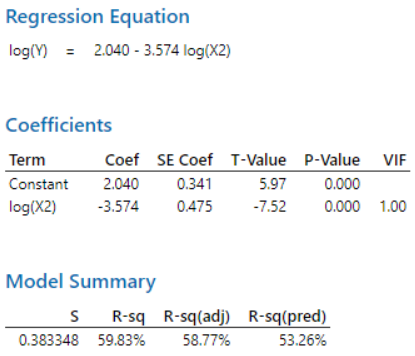 Regression Equation
log(Y) = 2.040 - 3.574 log(X2)
Coefficients
Term Coef SE Coef T-Value P-Value VIF
Constant 2.040 0.341 5.97 0.000
log(X2) -3.574 0.475 -7.52 0.000 1.00
Model Summary
S R-sq R-sq(adj) R-sq(pred)
0.383348 59.83% 58.77% 53.26%